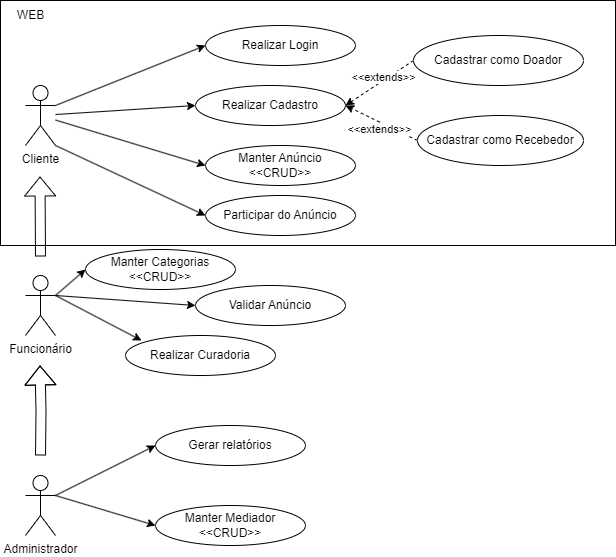 WEB
Realizar Login
Cadastrar como Doador
<<extends>>
Realizar Cadastro
<<extends>>
Cadastrar como Recebedor
Cliente
Manter Anúncio
<<CRUD>>
Participar do Anúncio
Manter Categorias
<<CRUD>>
Validar Anúncio
Funcionário
Realizar Curadoria
Gerar relatórios
Manter Mediador
<<CRUD>>
Administrador